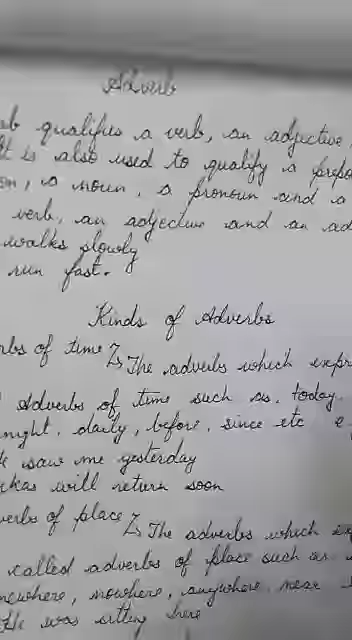 Adverb
qualifies a verb, an adjective,
It is also used to qualify a
a noun, a pronoun and a
verb, an adjective and an ad
walks slowly
run fast.
Kinds of Adverbs
of time The adverbs which expr
Adverbs of time such as, today
night, daily, before, since etc
saw me yesterday
will return soon
verbs of place The adverbs which ex
called adverbs of place such as
mewhere, nowhere, anywhere, near
He was sitting here